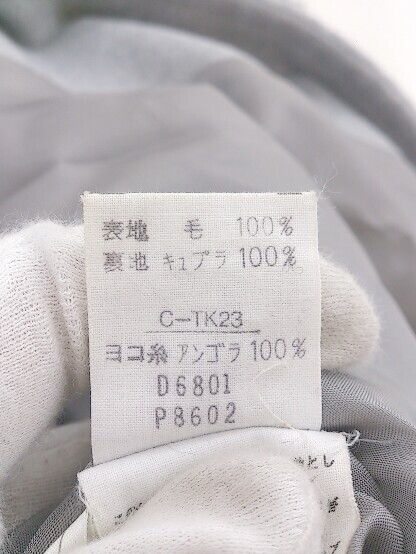 表地 毛 100%
裏地 キュプラ 100%
C-TK23
ヨコ糸 アンゴラ 100%
D6801
P8602